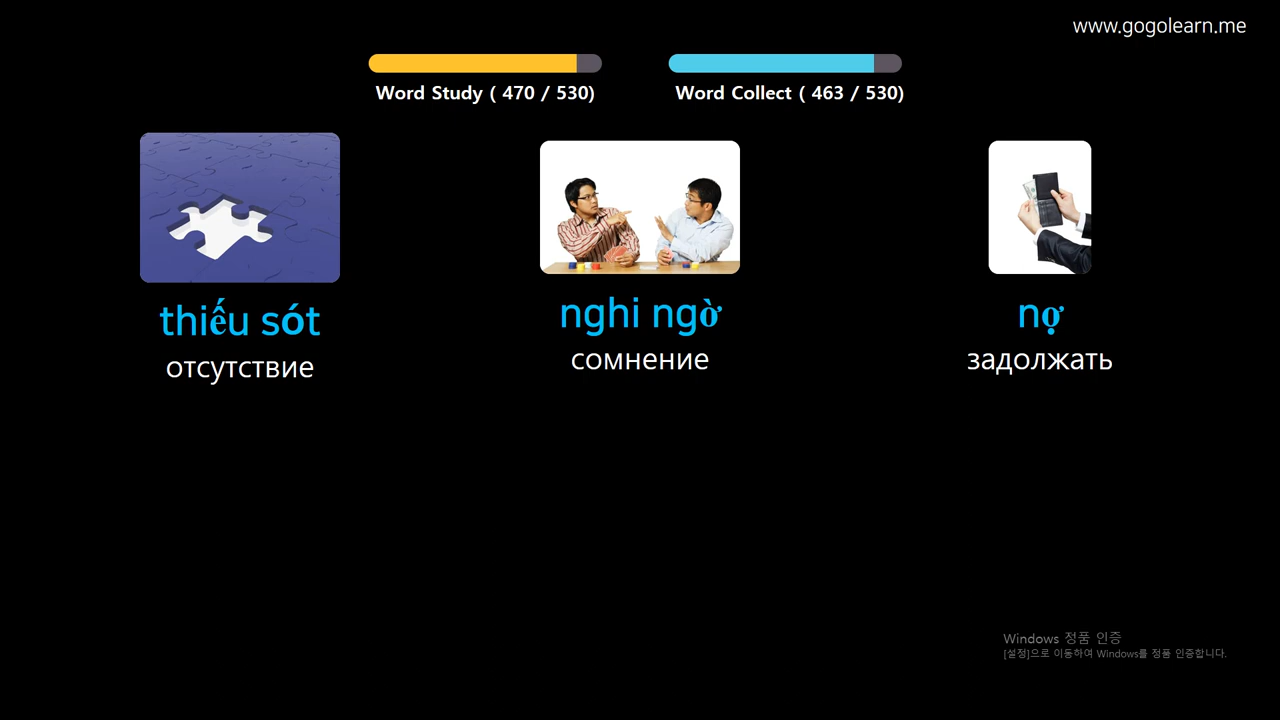 www.gogolearn.me
Word Study ( 470 / 530)
Word Collect ( 463 / 530)
thiếu sót
отсутствие
nghi ngờ
сомнение
nợ
задолжать
Windows 정품 인증
[설정]으로 이동하여 Windows를 정품 인증합니다.